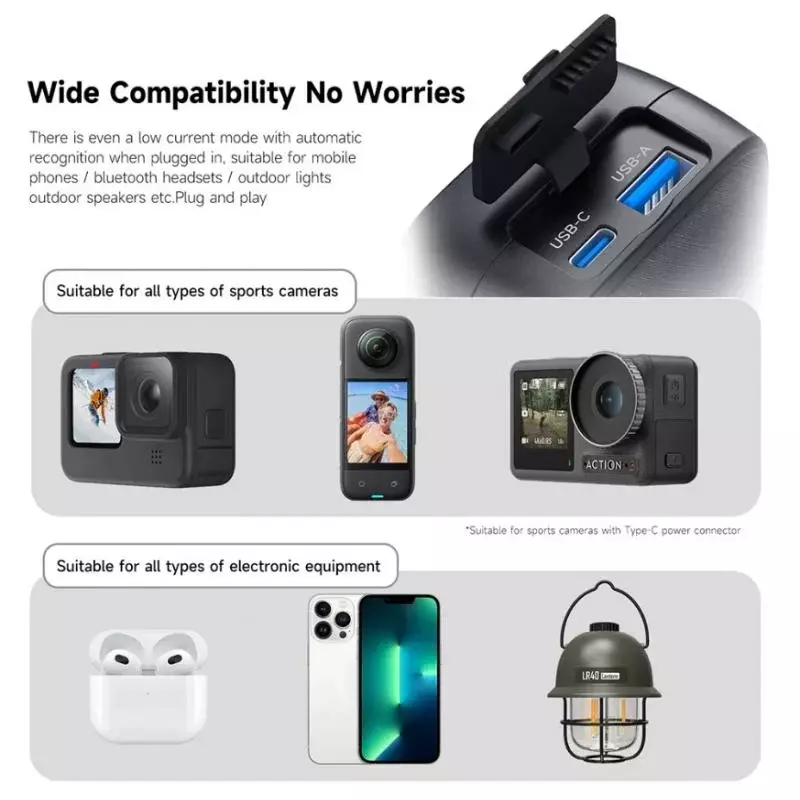 Wide Compatibility No Worries
There is even a low current mode with automatic
recognition when plugged in, suitable for mobile
phones / bluetooth headsets / outdoor lights
outdoor speakers etc.Plug and play
USB-A
USB-C
Suitable for all types of sports cameras
ACTION
*Suitable for sports cameras with Type-C power connector
Suitable for all types of electronic equipment
LR40 Lantern